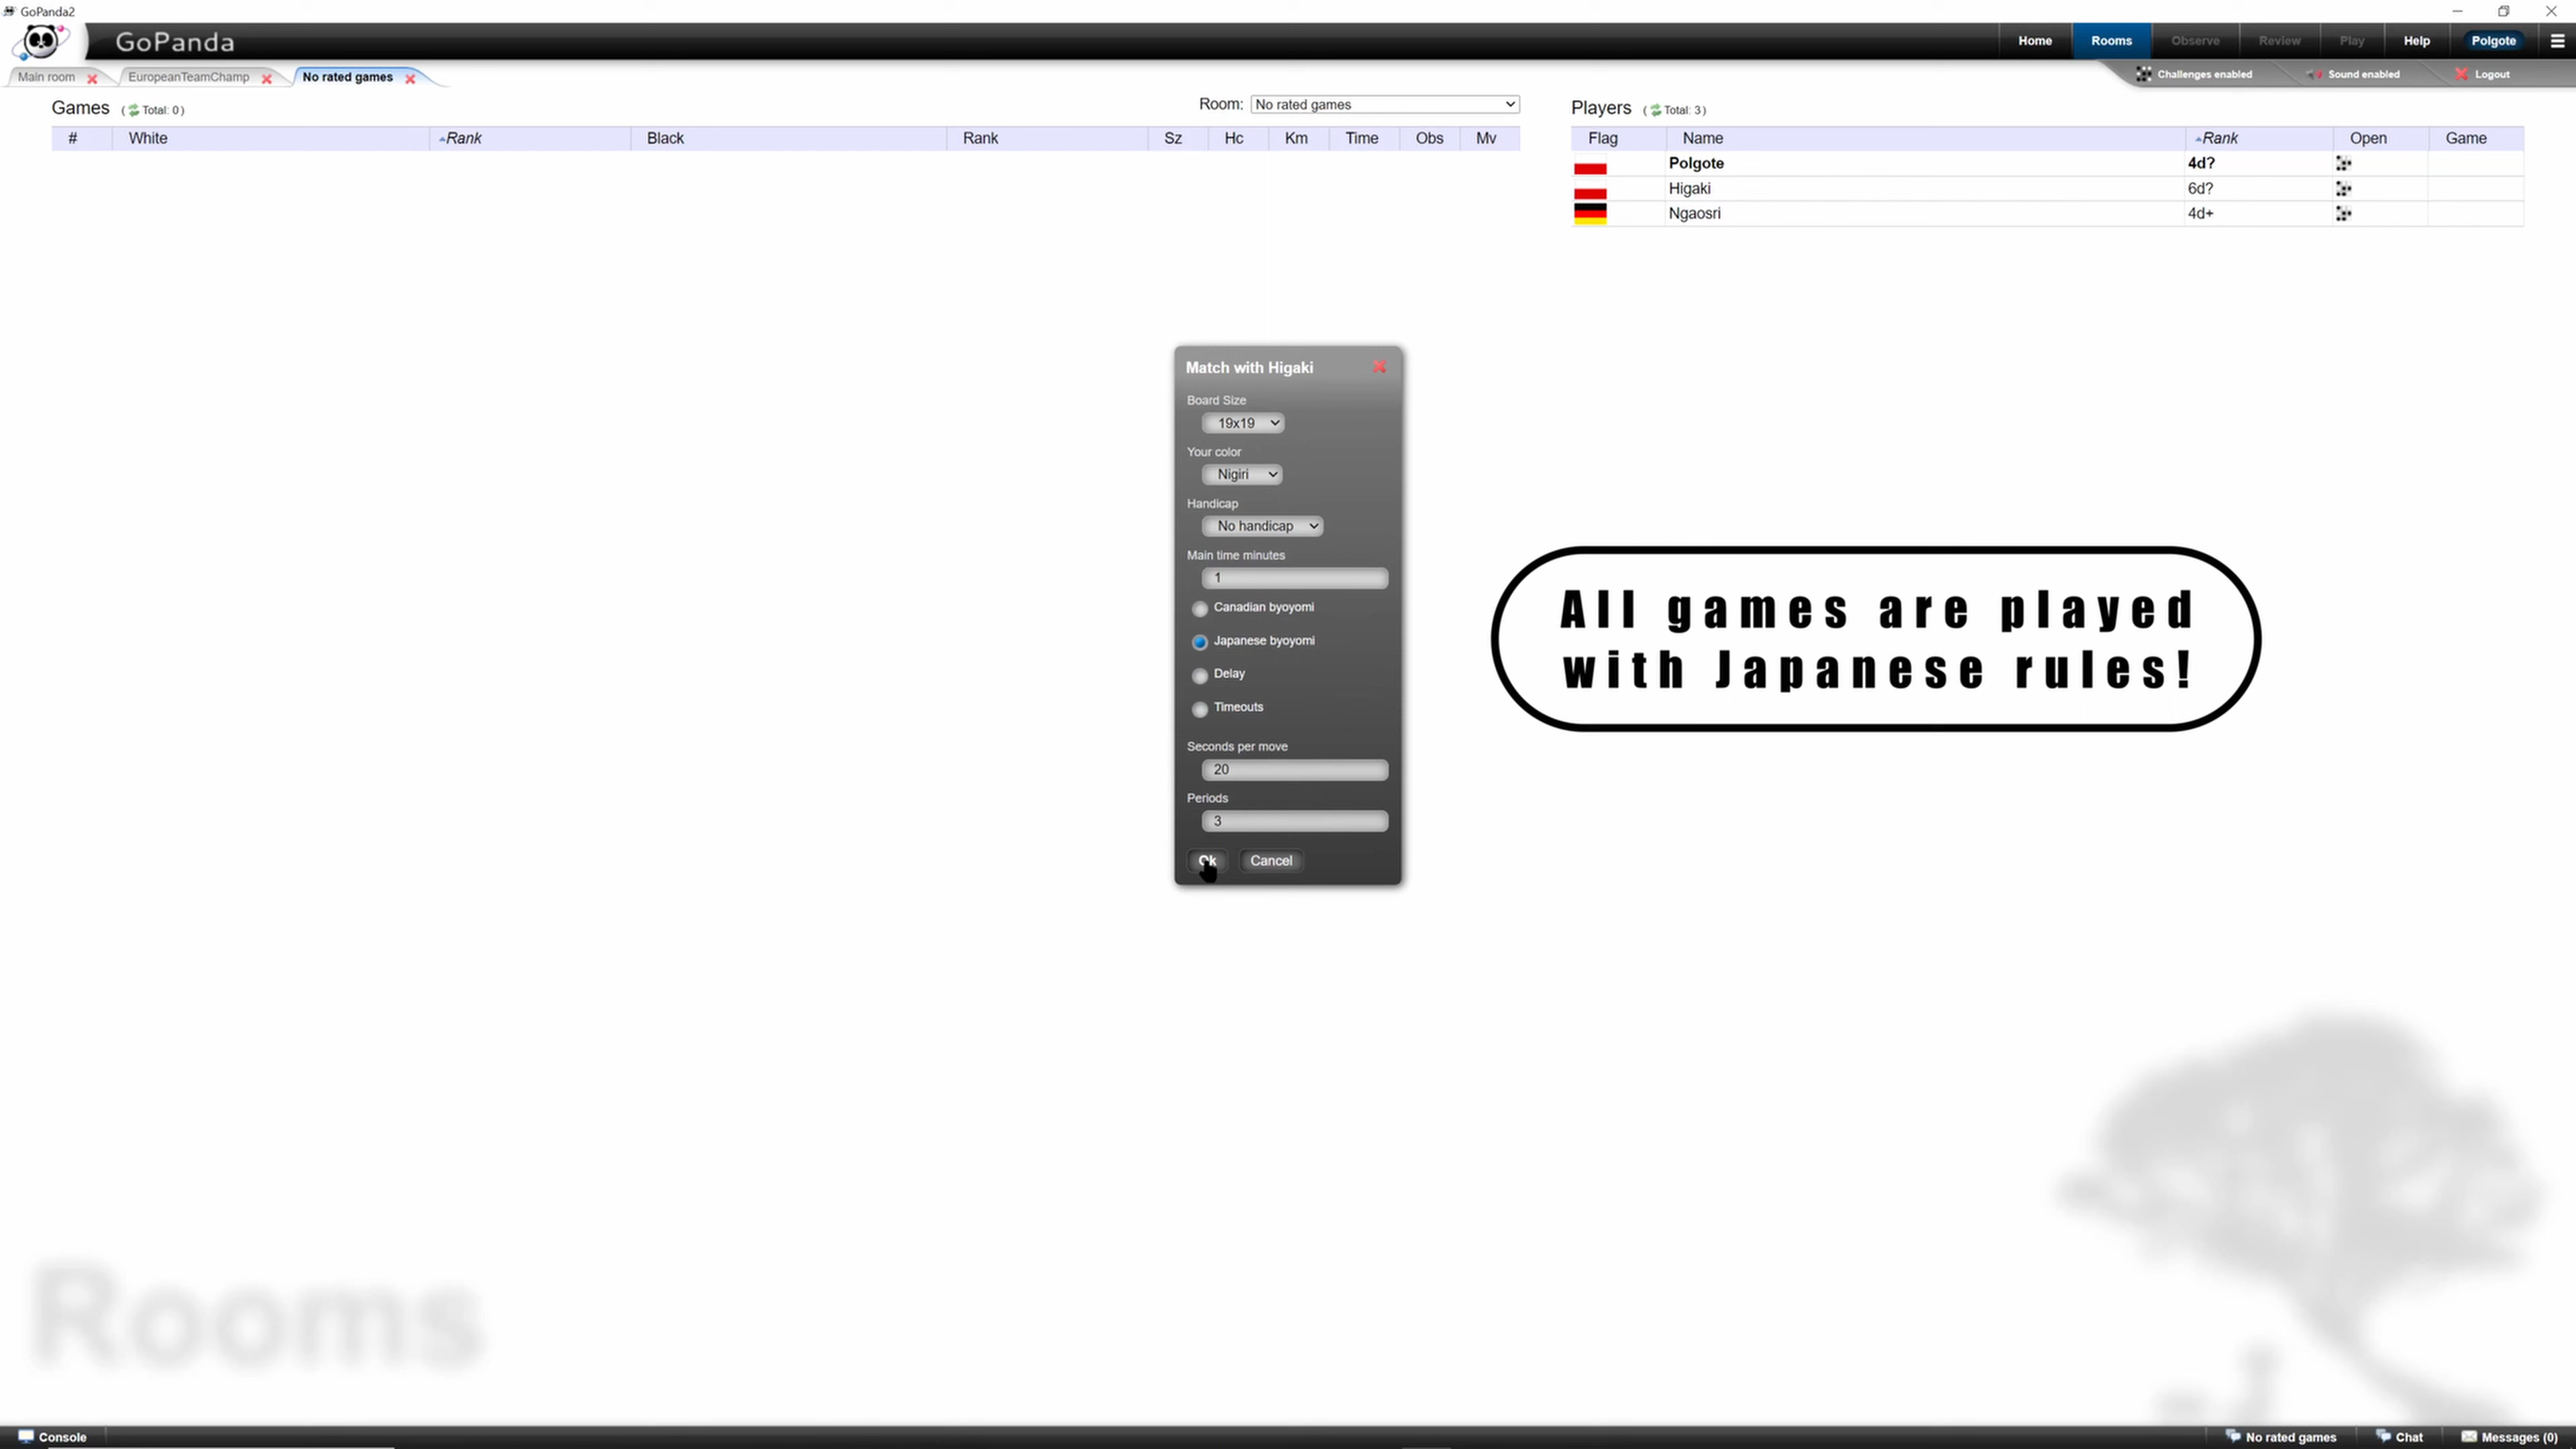 GoPanda2
GoPanda
Home Rooms Observe Review Play Help Polgote
Main room EuropeanTeamChamp No rated games
Challenges enabled Sound enabled Logout
Games ( Total: 0 )
Room: No rated games
# White Rank Black Rank Sz Hc Km Time Obs Mv
Players ( Total: 3 )
Flag Name Rank Open Game
Polgote 4d?
Higaki 6d?
Ngaosri 4d+
Match with Higaki
Board Size
19x19
Your color
Nigiri
Handicap
No handicap
Main time minutes
1
Canadian byoyomi
Japanese byoyomi
Delay
Timeouts
Seconds per move
20
Periods
3
Ok Cancel
All games are played
with Japanese rules!
Rooms
Console No rated games Chat Messages (0)